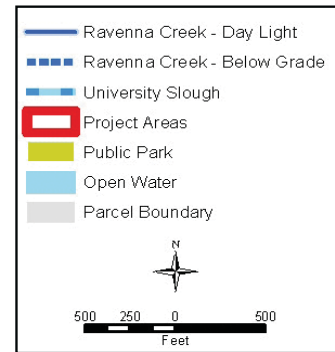 Ravenna Creek - Day Light
Ravenna Creek - Below Grade
University Slough
Project Areas
Public Park
Open Water
Parcel Boundary
N
500 250 0 500
Feet